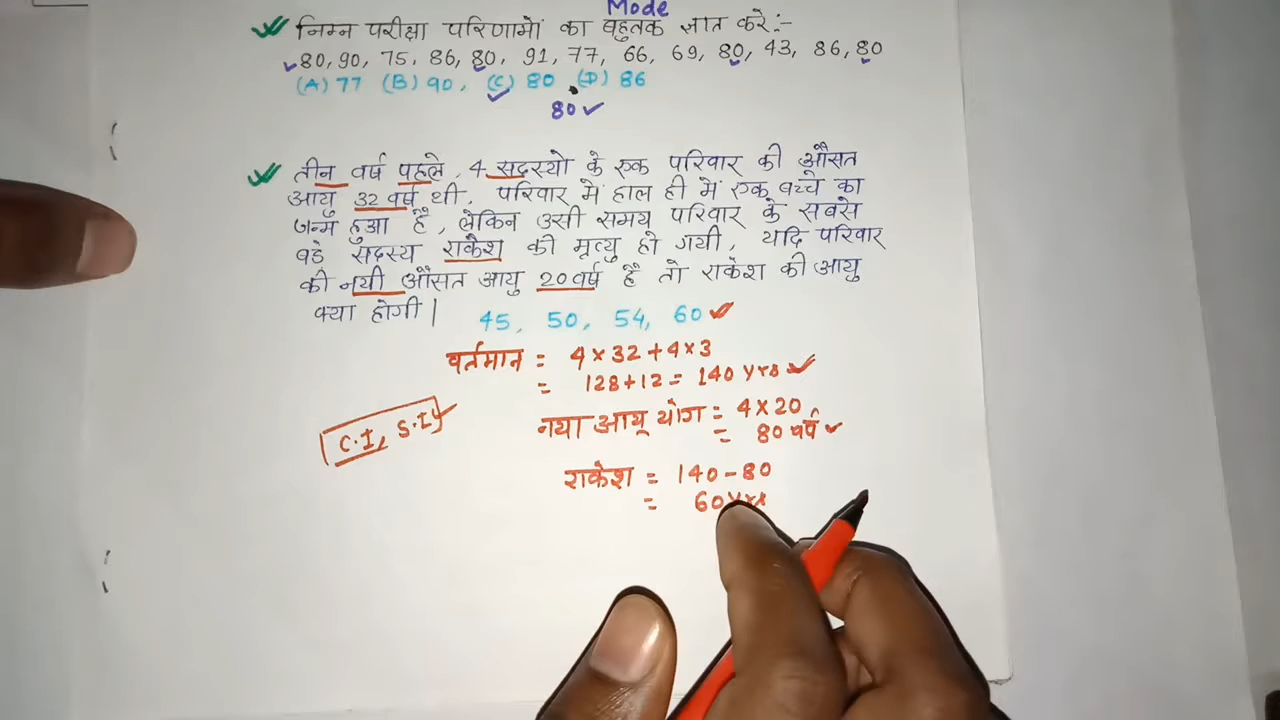 Mode
निम्न परीक्षा परिणामों का बहुतक ज्ञात करे:-
80, 90, 75, 86, 80, 91, 77, 66, 69, 80, 43, 86, 80
(A) 77 (B) 90, (C) 80 (D) 86
80 ✓
तीन वर्ष पहले, 4 सदस्यो के एक परिवार की औसत
आयु 32 वर्ष थी. परिवार में हाल ही में एक बच्चे का
जन्म हुआ है, लेकिन उसी समय परिवार के सबसे
बडे सदस्य राकेश की मृत्यु हो गयी, यदि परिवार
की नयी औसत आयु 20 वर्ष है तो राकेश की आयु
क्या होगी|
45, 50, 54, 60 ✓
वर्तमान = 4×32+4×3
= 128+12 = 140 yrs ✓
नया आयू योग = 4×20
= 80 वर्ष ✓
C.I, S.I ✓
राकेश = 140-80
= 60